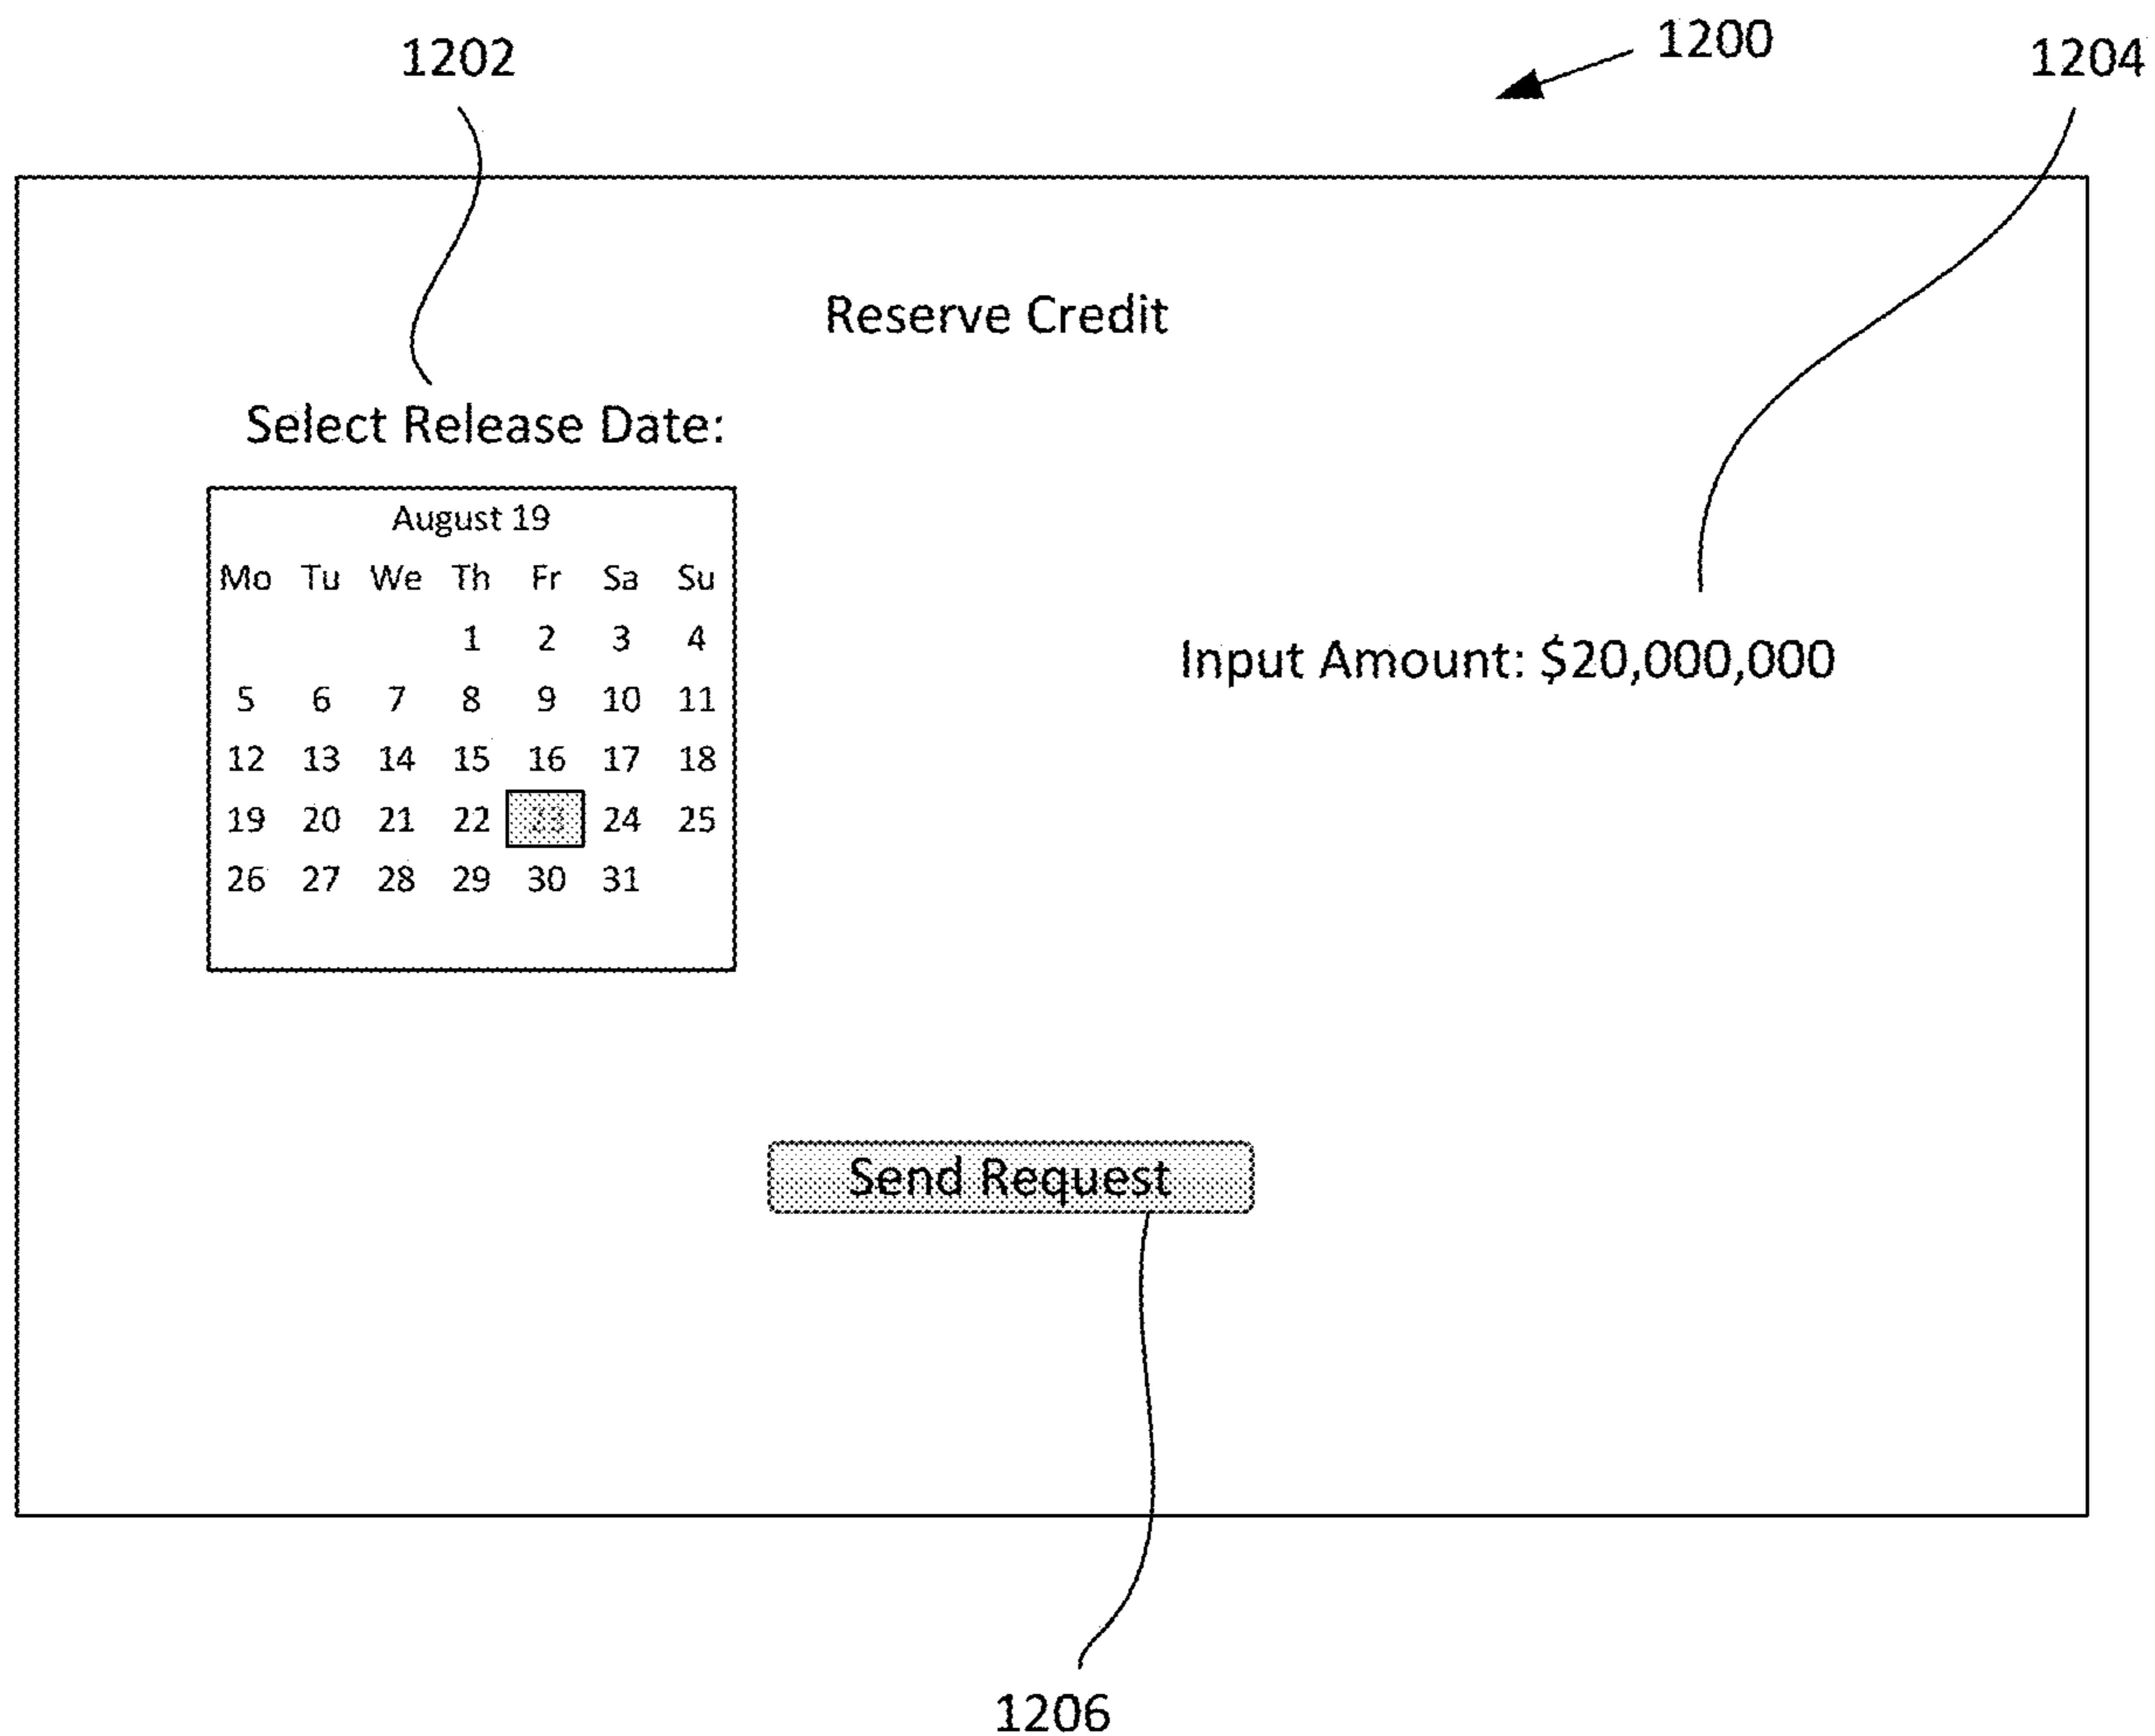 1202
1200
1204
Reserve Credit
Select Release Date:
August 19
Mo Tu We Th Fr Sa Su
1 2 3 4
5 6 7 8 9 10 11
12 13 14 15 16 17 18
19 20 21 22 23 24 25
26 27 28 29 30 31
Input Amount: $20,000,000
Send Request
1206